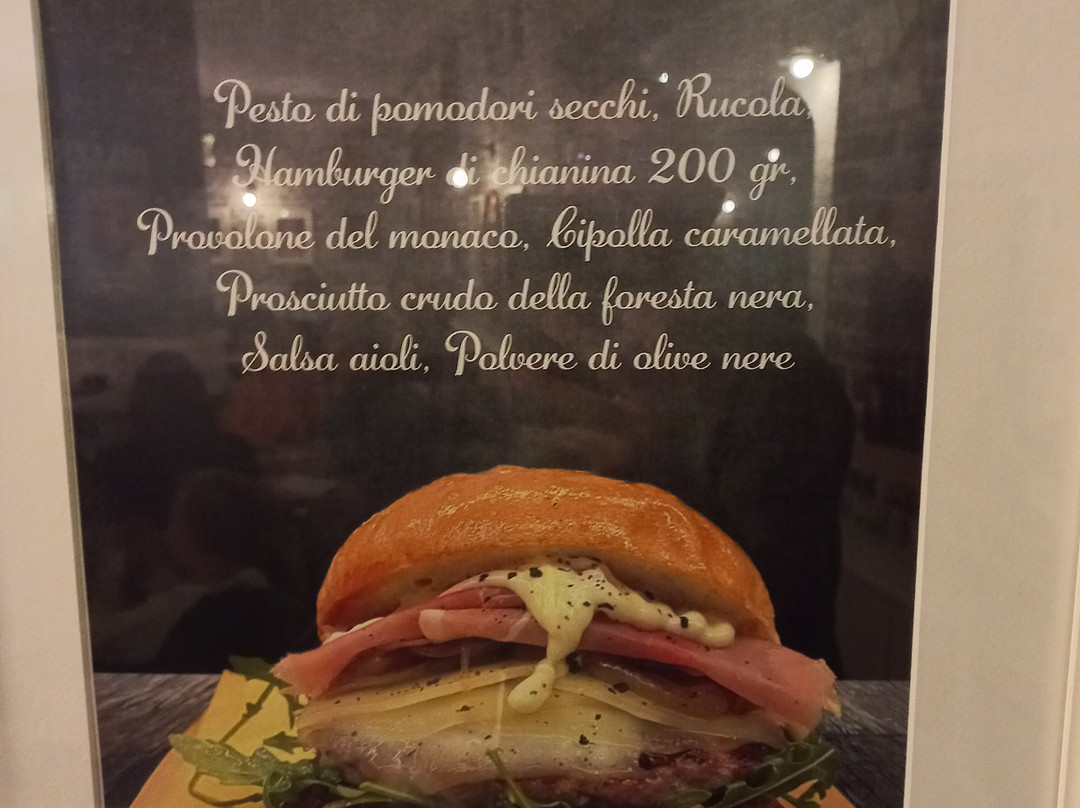 Pesto di pomodori secchi, Rucola,
Hamburger di chianina 200 gr,
Provolone del monaco, Cipolla caramellata,
Prosciutto crudo della foresta nera,
Salsa aioli, Polvere di olive nere